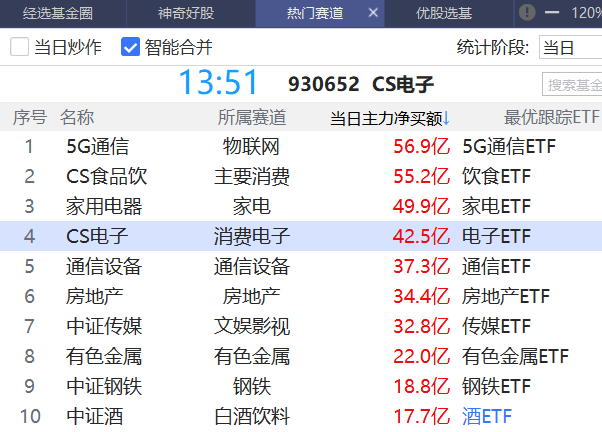 经选基金圈 神奇好股 热门赛道 × 优股选基 120%
当日炒作 智能合并 统计阶段: 当日
13:51 930652 CS电子 搜索基金
序号 名称 所属赛道 当日主力净买额↓ 最优跟踪ETF
1 5G通信 物联网 56.9亿 5G通信ETF
2 CS食品饮 主要消费 55.2亿 饮食ETF
3 家用电器 家电 49.9亿 家电ETF
4 CS电子 消费电子 42.5亿 电子ETF
5 通信设备 通信设备 37.3亿 通信ETF
6 房地产 房地产 34.4亿 房地产ETF
7 中证传媒 文娱影视 32.8亿 传媒ETF
8 有色金属 有色金属 22.0亿 有色金属ETF
9 中证钢铁 钢铁 18.8亿 钢铁ETF
10 中证酒 白酒饮料 17.7亿 酒ETF